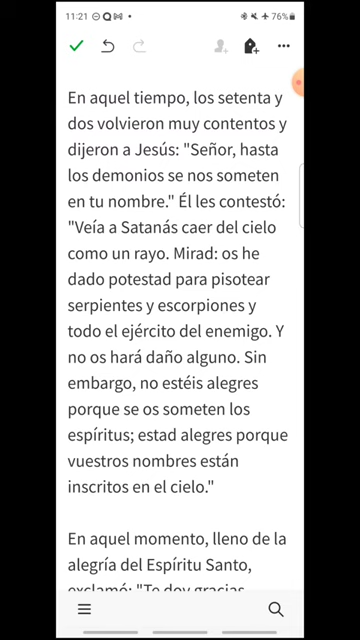 11:21
76%
En aquel tiempo, los setenta y
dos volvieron muy contentos y
dijeron a Jesús: "Señor, hasta
los demonios se nos someten
en tu nombre." Él les contestó:
"Veía a Satanás caer del cielo
como un rayo. Mirad: os he
dado potestad para pisotear
serpientes y escorpiones y
todo el ejército del enemigo. Y
no os hará daño alguno. Sin
embargo, no estéis alegres
porque se os someten los
espíritus; estad alegres porque
vuestros nombres están
inscritos en el cielo."
En aquel momento, lleno de la
alegría del Espíritu Santo,
exclamó: "Te doy gracias,